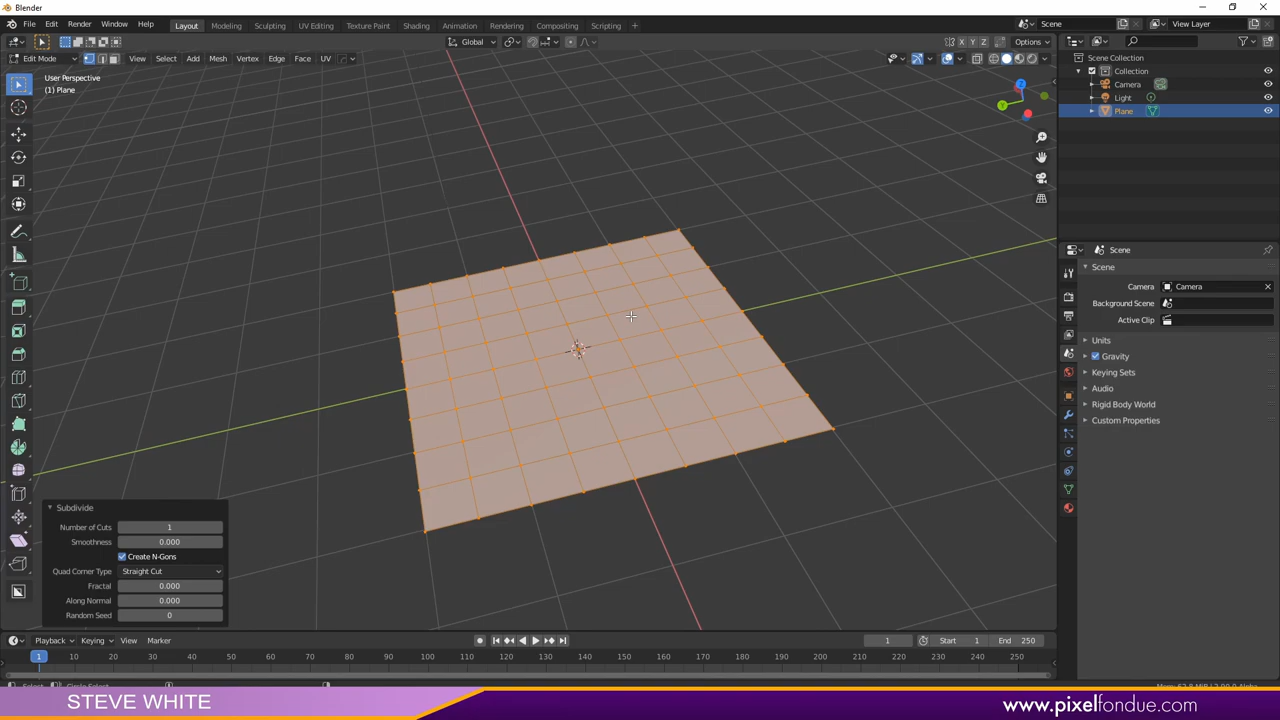 Blender
File Edit Render Window Help Layout Modeling Sculpting UV Editing Texture Paint Shading Animation Rendering Compositing Scripting + Scene View Layer
Global X Y Z Options
Edit Mode View Select Add Mesh Vertex Edge Face UV
User Perspective
(1) Plane
Scene Collection
Collection
Camera
Light
Plane
Z
Y
Scene
Scene
Camera Camera
Background Scene
Active Clip
Units
Gravity
Keying Sets
Audio
Rigid Body World
Custom Properties
Subdivide
Number of Cuts 1
Smoothness 0.000
Create N-Gons
Quad Corner Type Straight Cut
Fractal 0.000
Along Normal 0.000
Random Seed 0
Playback Keying View Marker 1 Start 1 End 250
1 10 20 30 40 50 60 70 80 90 100 110 120 130 140 150 160 170 180 190 200 210 220 230 240 250
STEVE WHITE www.pixelfondue.com